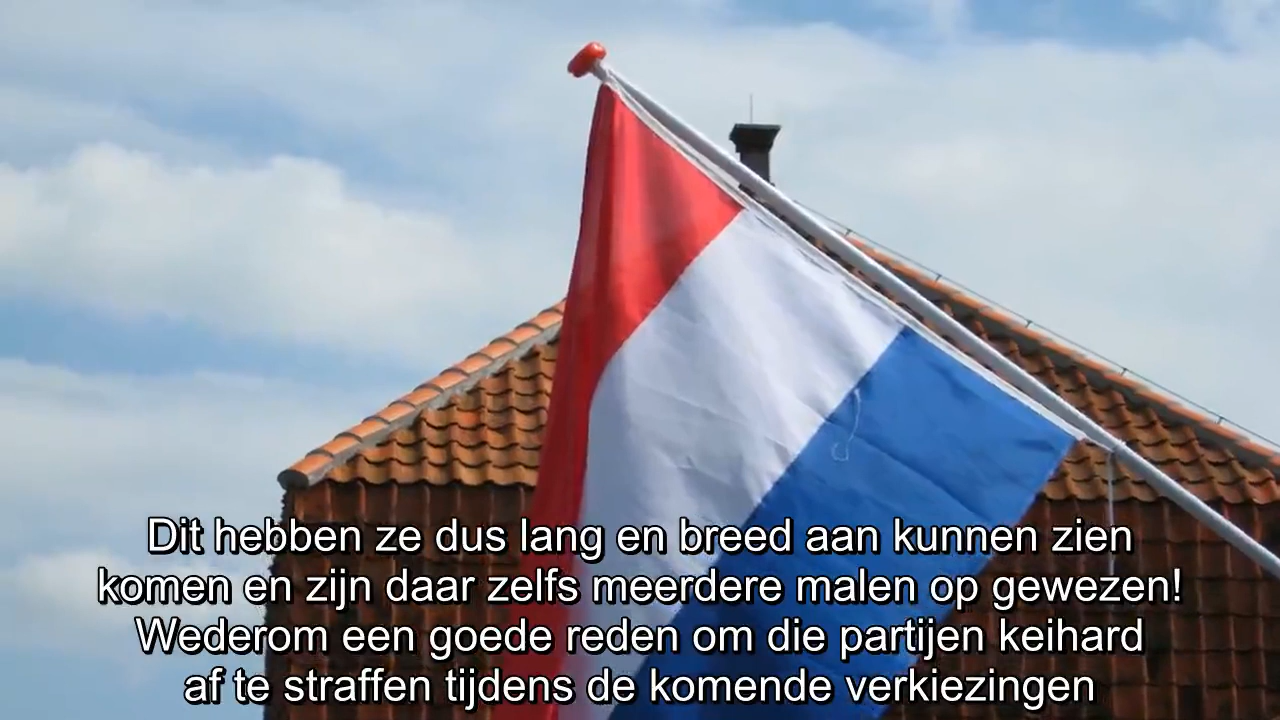 Dit hebben ze dus lang en breed aan kunnen zien
komen en zijn daar zelfs meerdere malen op gewezen!
Wederom een goede reden om die partijen keihard
af te straffen tijdens de komende verkiezingen